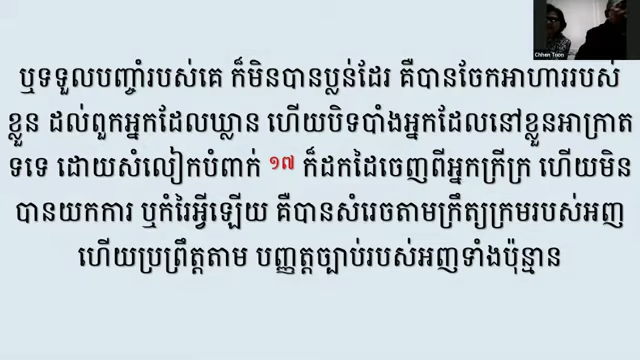 ឬទទួលបញ្ចាំរបស់គេ ក៏មិនបានប្លន់ដែរ គឺបានចែកអាហាររបស់
ខ្លួន ដល់ពួកអ្នកដែលឃ្លាន ហើយបិទបាំងអ្នកដែលនៅខ្លួនអាក្រាត
ទទេ ដោយសំលៀកបំពាក់ ១៧ ក៏ដកដៃចេញពីអ្នកក្រីក្រ ហើយមិន
បានយកការ ឬកំរៃអ្វីឡើយ គឺបានសំរេចតាមក្រឹត្យក្រមរបស់អញ
ហើយប្រព្រឹត្តតាម បញ្ញត្តច្បាប់របស់អញទាំងប៉ុន្មាន
Chhen Toon